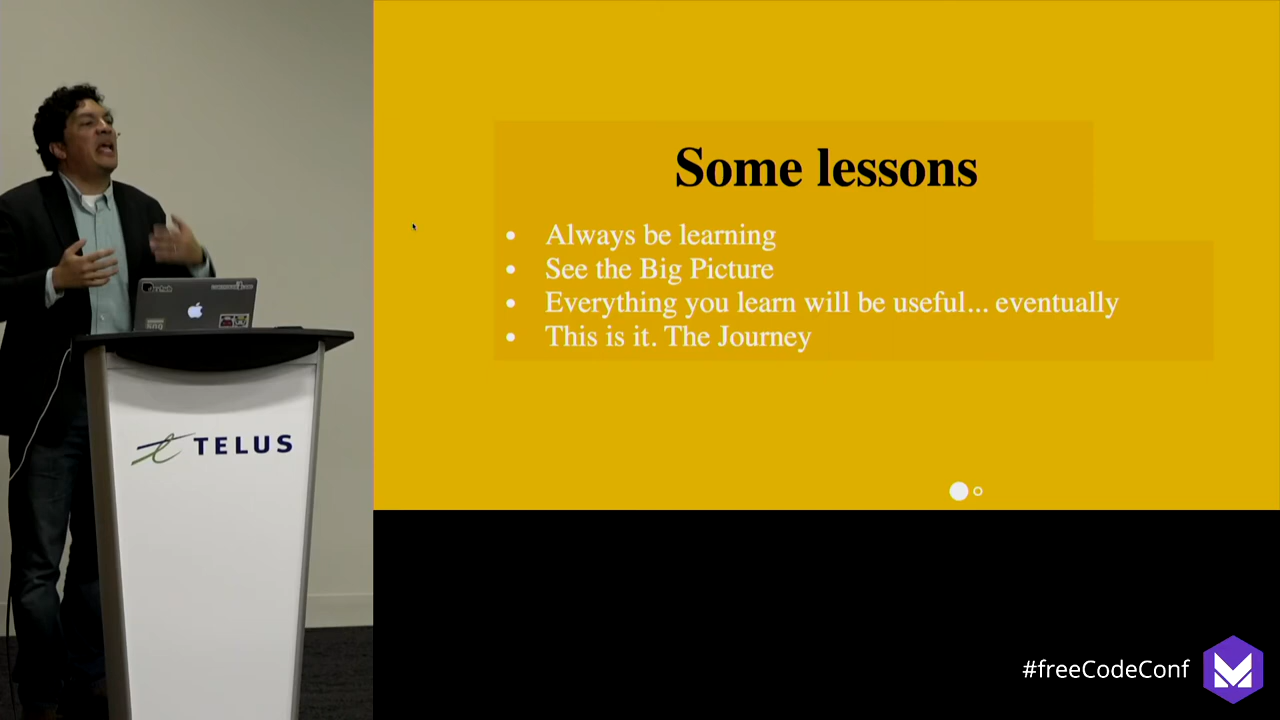 Some lessons
• Always be learning
• See the Big Picture
• Everything you learn will be useful... eventually
• This is it. The Journey
TELUS
#freeCodeConf